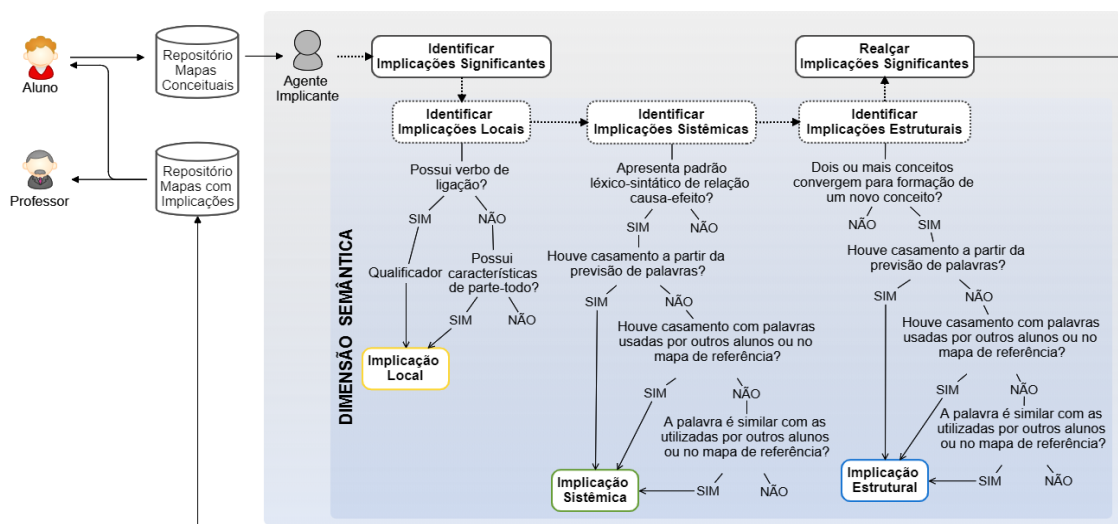 Aluno
Repositório
Mapas
Conceituais
Professor
Repositório
Mapas com
Implicações
Agente
Implicante
Identificar
Implicações Significantes
Realçar
Implicações Significantes
DIMENSÃO SEMÂNTICA
Identificar
Implicações Locais
Possui verbo de
ligação?
SIM
NÃO
Qualificador
Possui
características
de parte-todo?
SIM
NÃO
Implicação
Local
Identificar
Implicações Sistêmicas
Apresenta padrão
léxico-sintático de relação
causa-efeito?
SIM
NÃO
Houve casamento a partir da
previsão de palavras?
SIM
NÃO
Houve casamento com palavras
usadas por outros alunos ou no
mapa de referência?
SIM
NÃO
A palavra é similar com as
utilizadas por outros alunos
ou no mapa de referência?
SIM
NÃO
Implicação
Sistêmica
Identificar
Implicações Estruturais
Dois ou mais conceitos
convergem para formação de
um novo conceito?
NÃO
SIM
Houve casamento a partir da
previsão de palavras?
SIM
NÃO
Houve casamento com palavras
usadas por outros alunos ou no
mapa de referência?
SIM
NÃO
A palavra é similar com as
utilizadas por outros alunos
ou no mapa de referência?
SIM
NÃO
Implicação
Estrutural